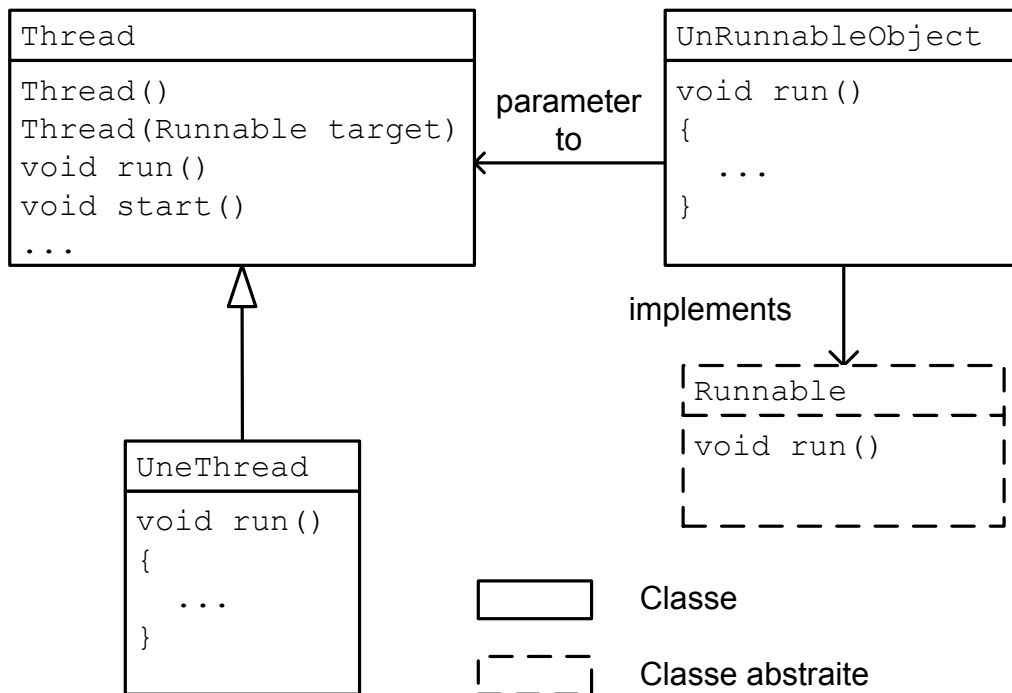 Thread
Thread()
Thread(Runnable target)
void run()
void start()
...
parameter
to
UnRunnableObject
void run()
{
...
}
implements
Runnable
void run()
UneThread
void run()
{
...
}
Classe
Classe abstraite